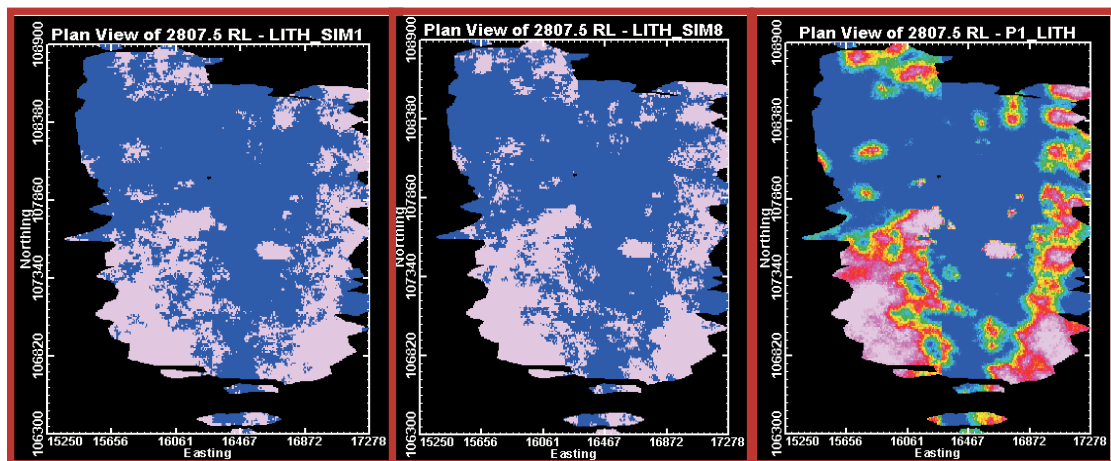 Plan View of 2807.5 RL - LITH_SIM1
108900
108380
107860
107340
106820
106300
Northing
15250 15656 16061 16467 16872 17278
Easting
Plan View of 2807.5 RL - LITH_SIM8
108900
108380
107860
107340
106820
106300
Northing
15250 15656 16061 16467 16872 17278
Easting
Plan View of 2807.5 RL - P1_LITH
108900
108380
107860
107340
106820
106300
Northing
15250 15656 16061 16467 16872 17278
Easting